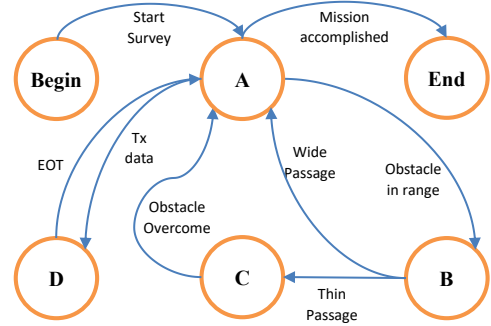 Start
Survey
Mission
accomplished
Begin
A
End
EOT
Tx
data
Wide
Passage
Obstacle
in range
Obstacle
Overcome
D
C
B
Thin
Passage